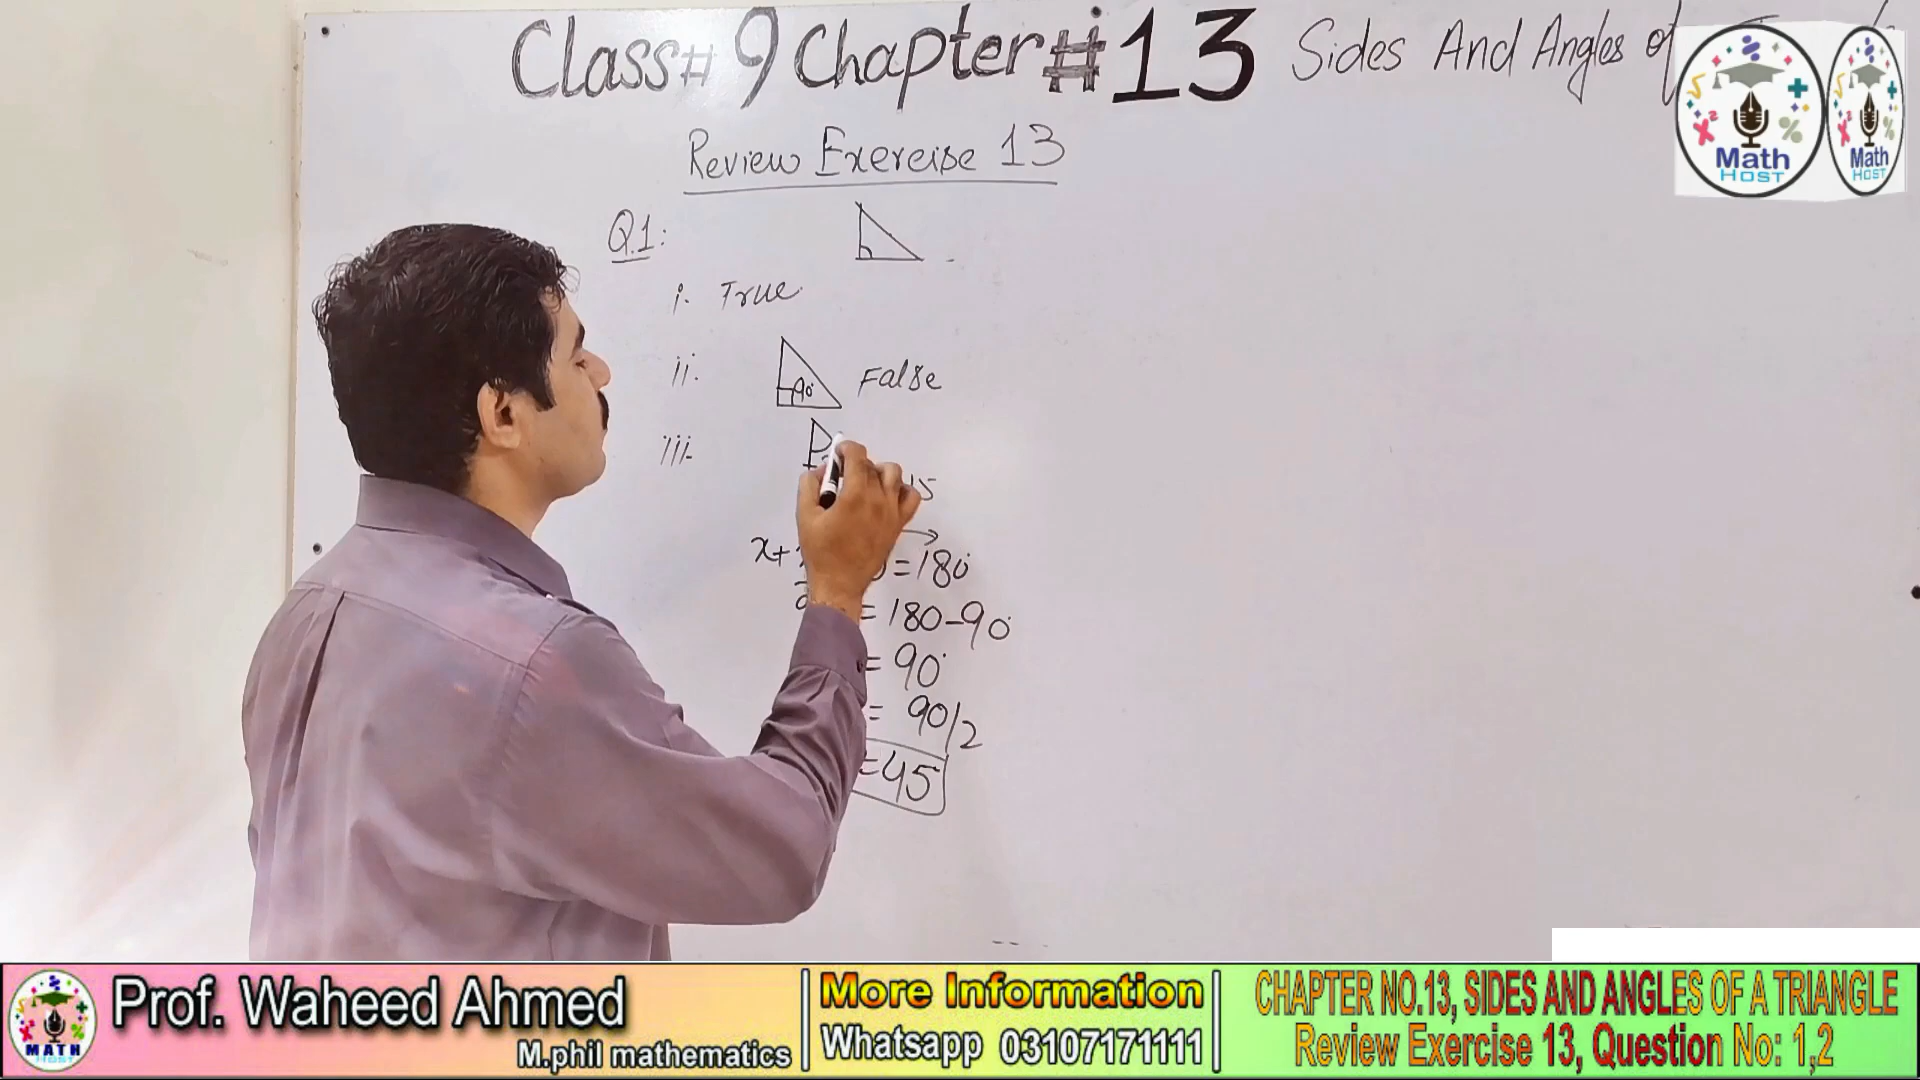 Class# 9 Chapter # 13 Sides And Angles of
Review Exercise 13
Q.1:
i. True
ii. 90° False
iii.
x+ =180°
= 180-90°
= 90°
= 90/2
=45
Math
HOST
Math
HOST
MATH
HOST
Prof. Waheed Ahmed
M.phil mathematics
More Information
Whatsapp 03107171111
CHAPTER NO.13, SIDES AND ANGLES OF A TRIANGLE
Review Exercise 13, Question No: 1,2